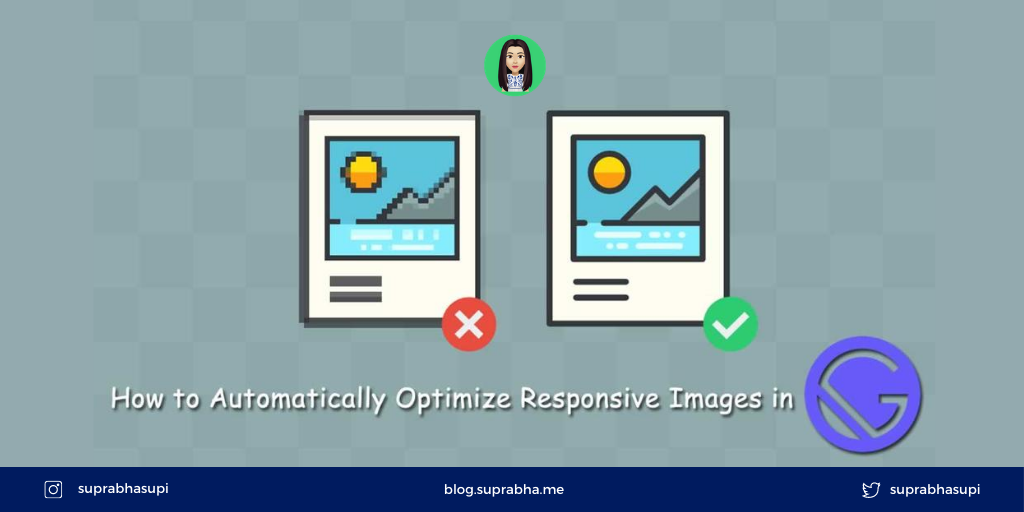 How to Automatically Optimize Responsive Images in
suprabhasupi
blog.suprabha.me
suprabhasupi